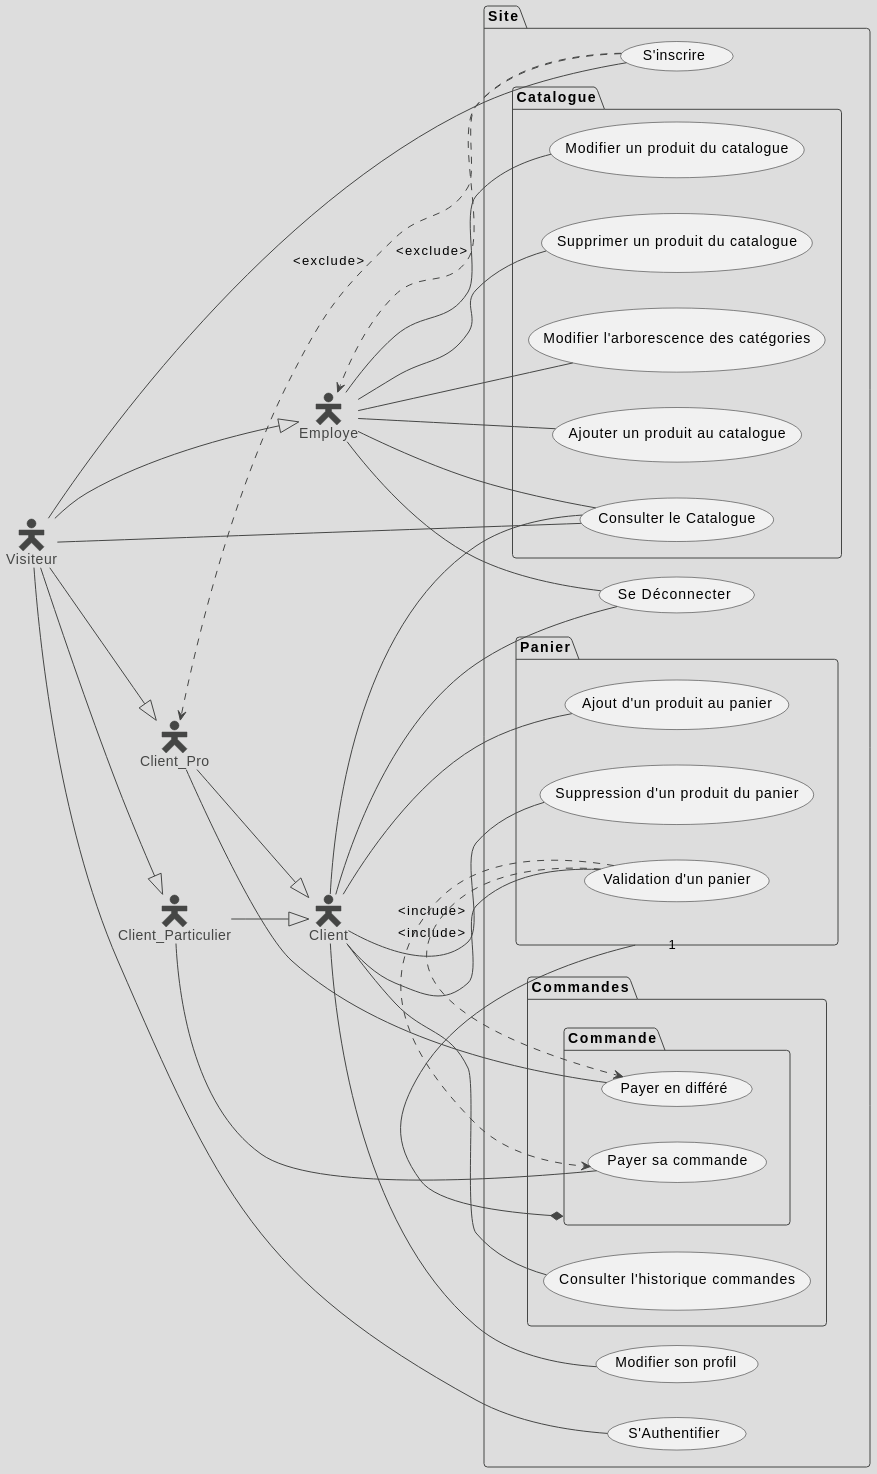 Site
S'inscrire
Catalogue
Modifier un produit du catalogue
Supprimer un produit du catalogue
<exclude>
<exclude>
Modifier l'arborescence des catégories
Employe
Ajouter un produit au catalogue
Consulter le Catalogue
Visiteur
Se Déconnecter
Panier
Ajout d'un produit au panier
Client_Pro
Suppression d'un produit du panier
Validation d'un panier
<include>
<include>
Client_Particulier
Client
1
Commandes
Commande
Payer en différé
Payer sa commande
Consulter l'historique commandes
Modifier son profil
S'Authentifier